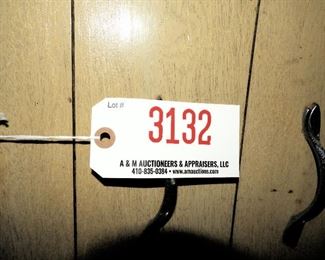 Lot #
3132
A & M AUCTIONEERS & APPRAISERS, LLC
410-835-0384 • www.amauctions.com